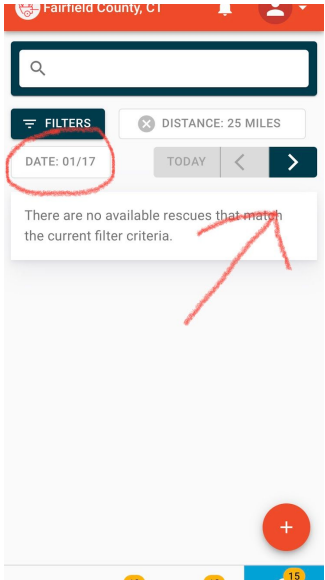 Fairfield County, CT
FILTERS
DISTANCE: 25 MILES
DATE: 01/17
TODAY
There are no available rescues that match
the current filter criteria.
+
15